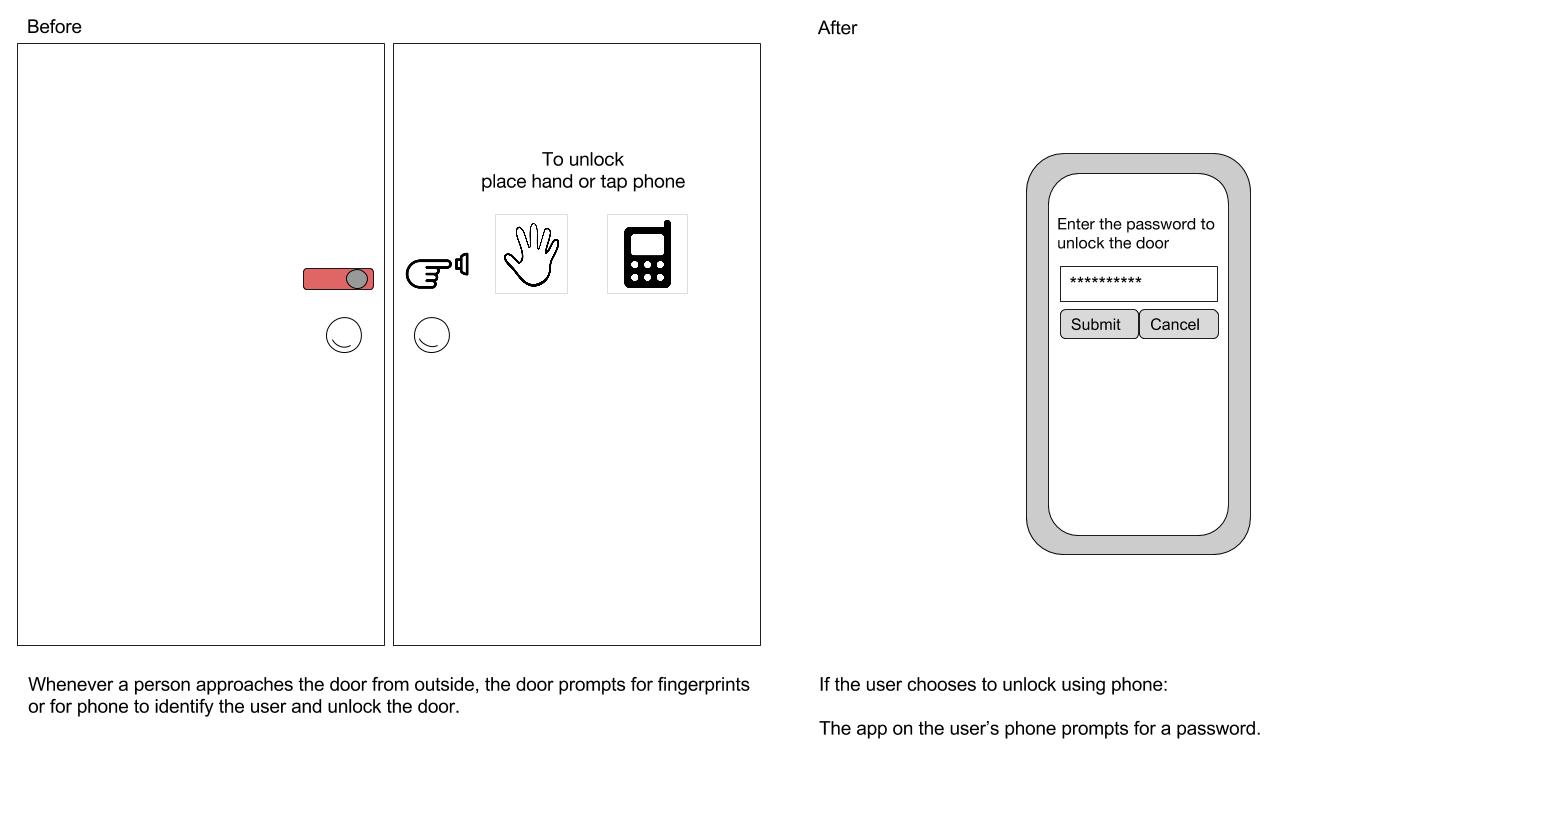 Before
To unlock
place hand or tap phone
Whenever a person approaches the door from outside, the door prompts for fingerprints
or for phone to identify the user and unlock the door.
After
Enter the password to
unlock the door
**********
Submit Cancel
If the user chooses to unlock using phone:
The app on the user’s phone prompts for a password.